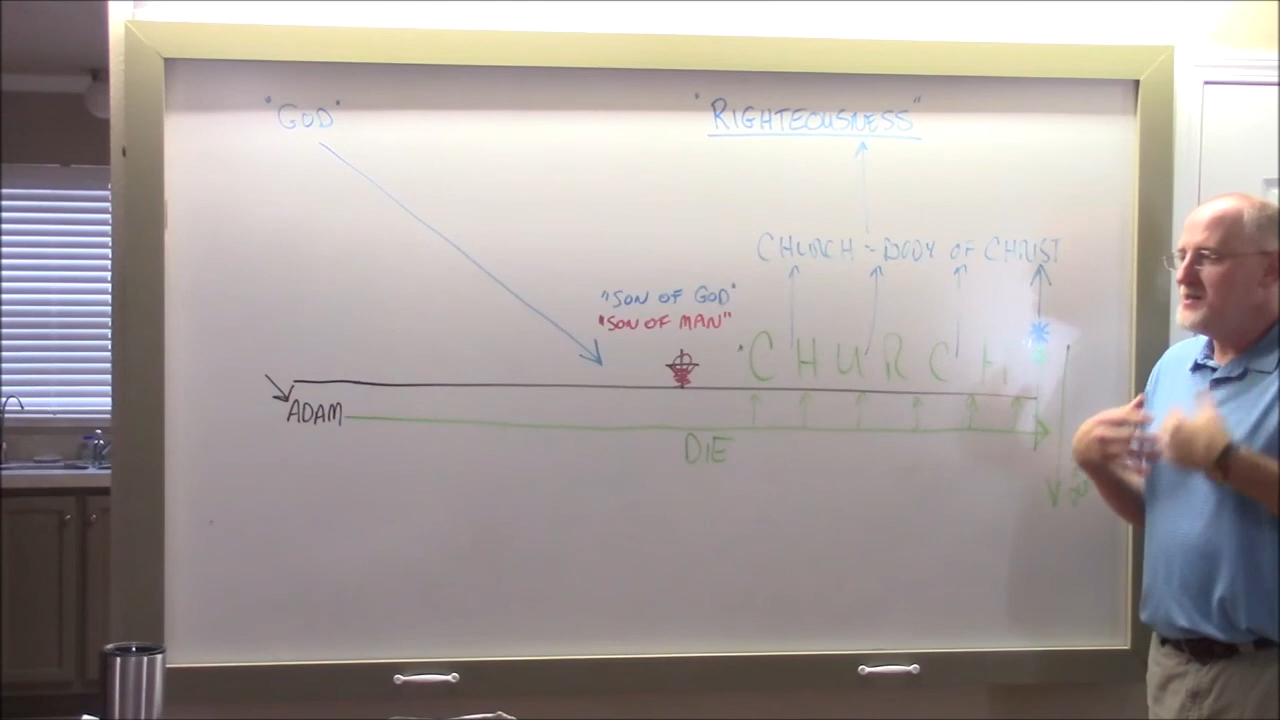 "GOD"
"RIGHTEOUSNESS"
CHURCH - BODY OF CHRIST
"SON OF GOD"
"SON OF MAN"
"CHURCH
ADAM
DIE